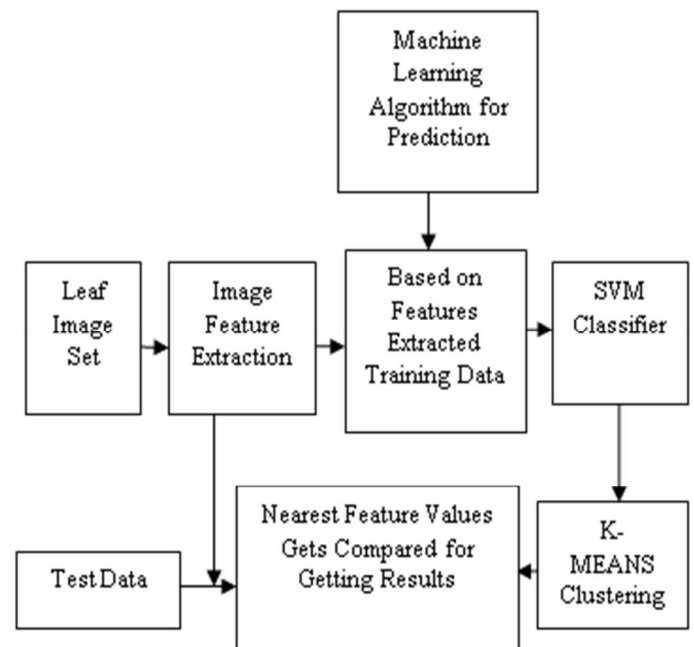 Machine
Learning
Algorithm for
Prediction
Leaf
Image
Set
Image
Feature
Extraction
Based on
Features
Extracted
Training Data
SVM
Classifier
Nearest Feature Values
Gets Compared for
Getting Results
K-
MEANS
Clustering
Test Data